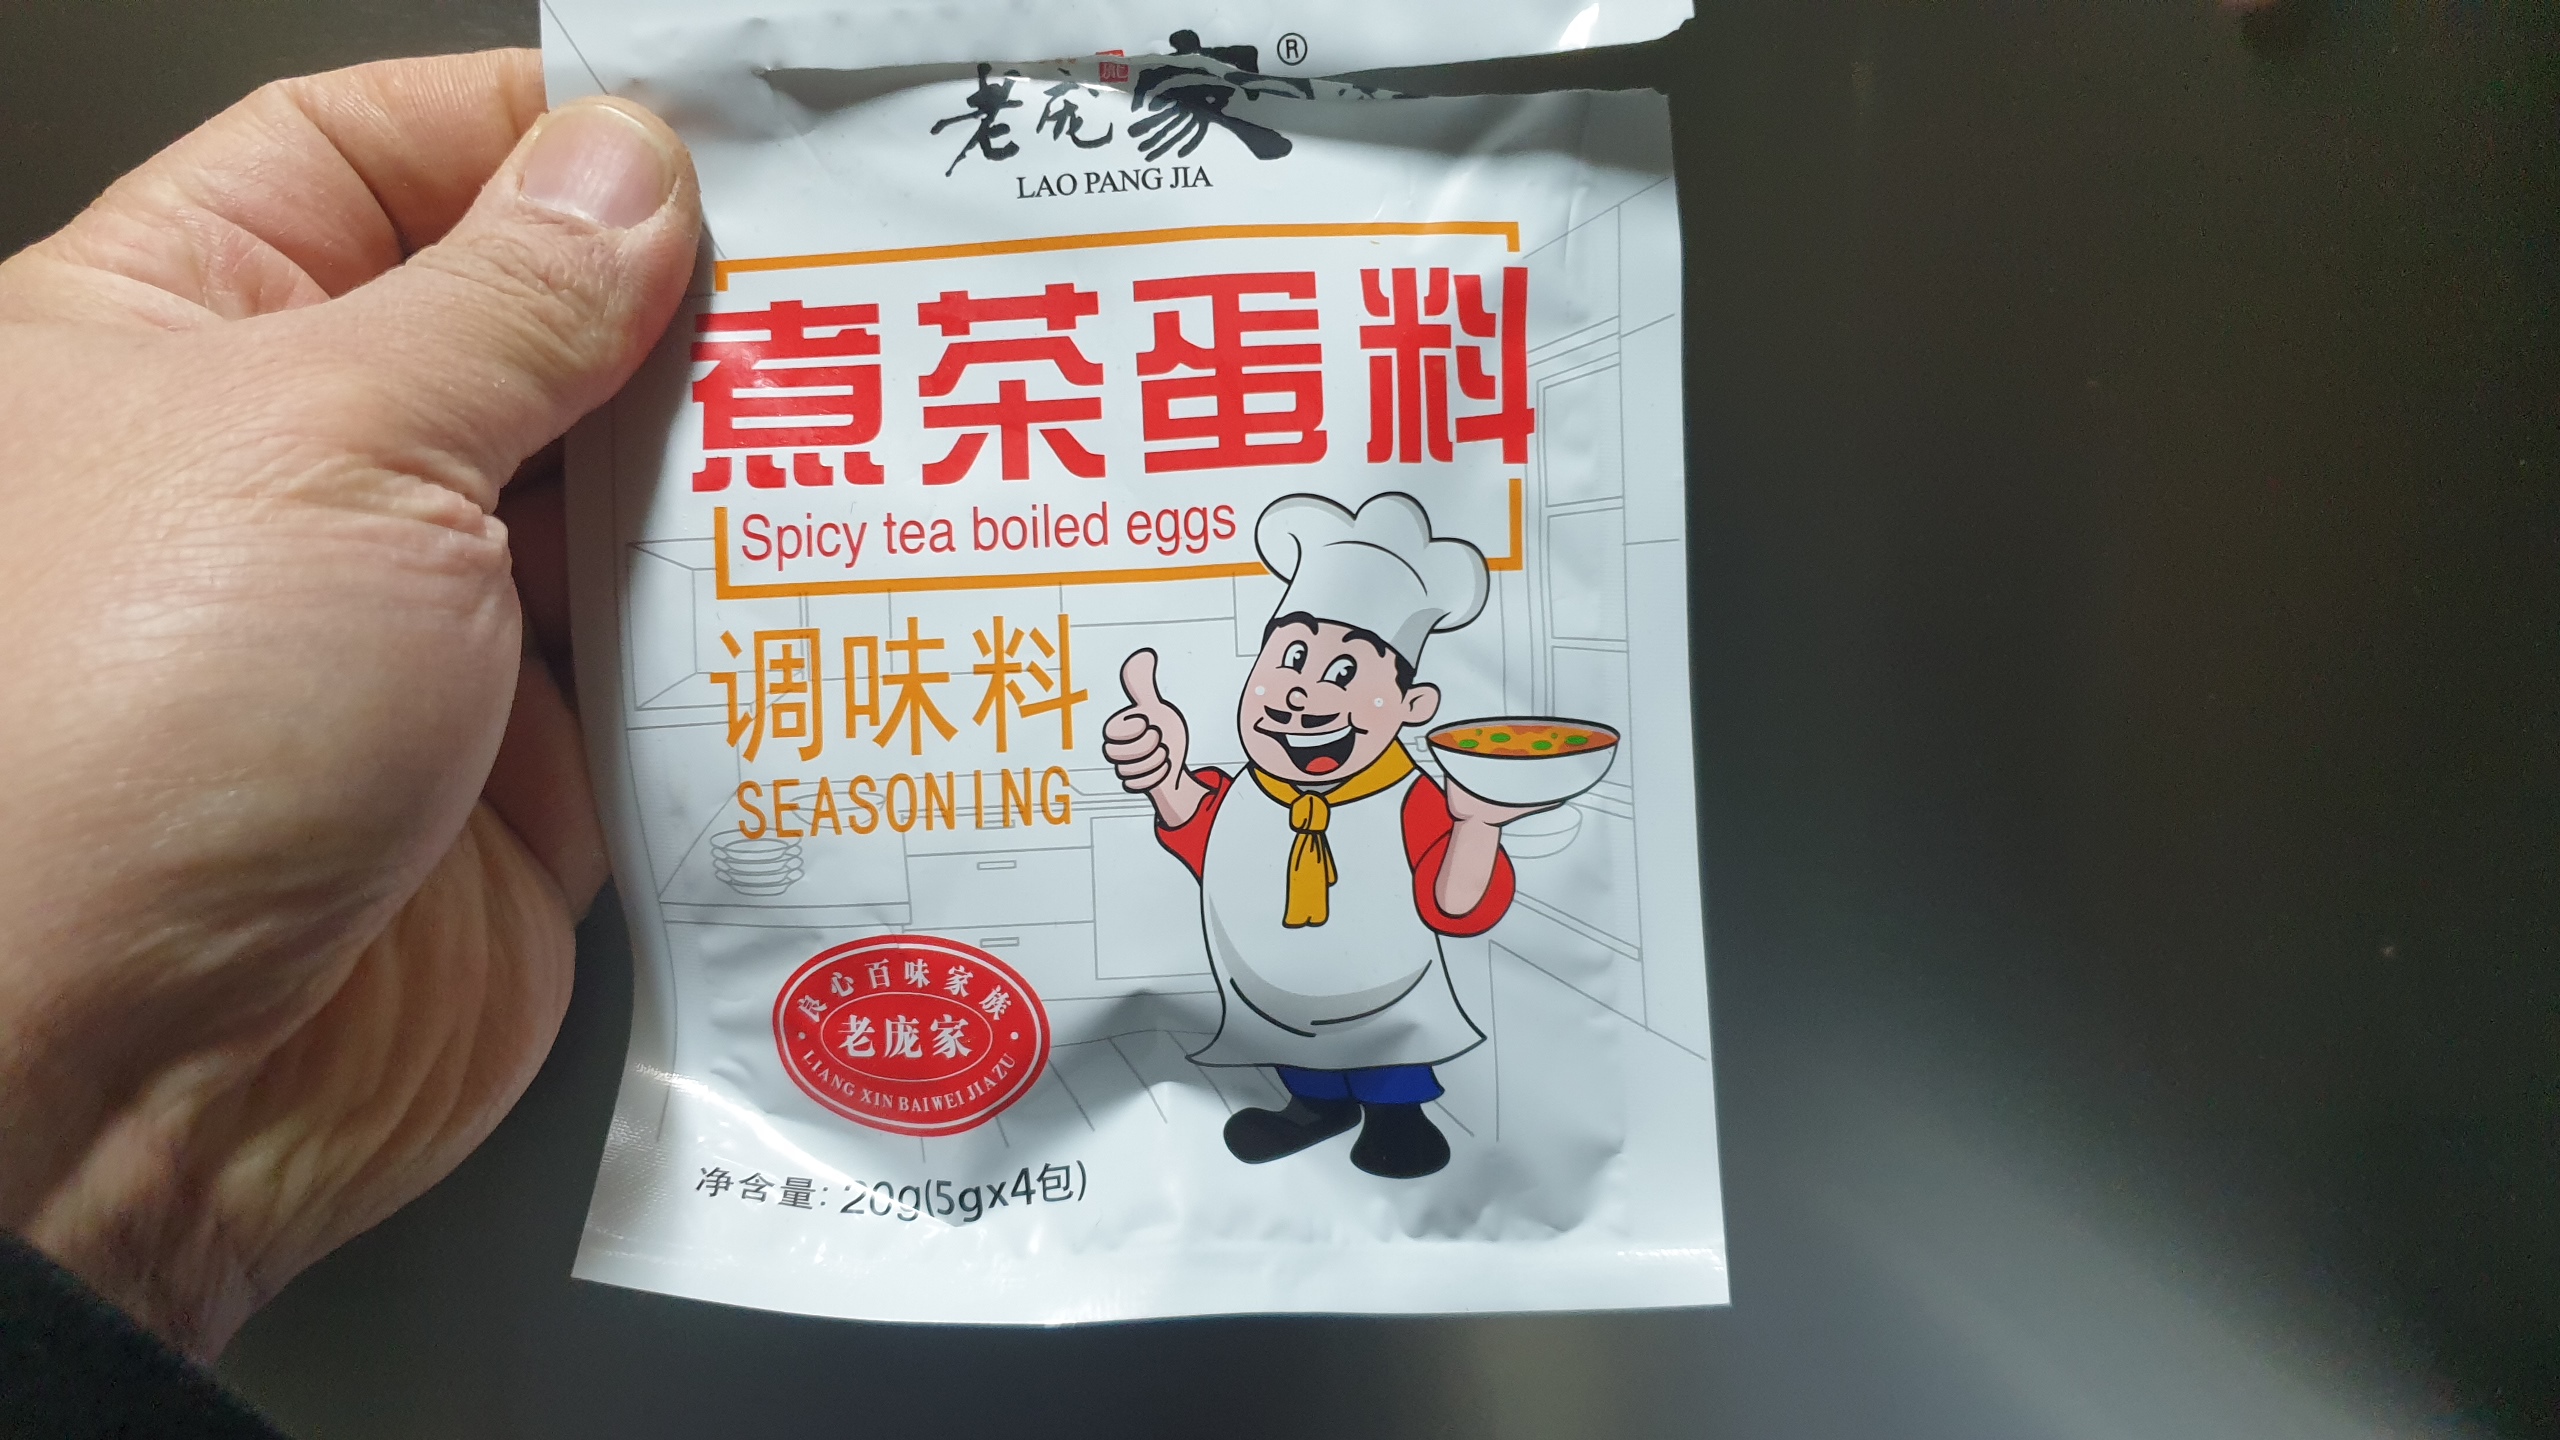 老庞家®
LAO PANG JIA
煮茶蛋料
Spicy tea boiled eggs
调味料
SEASONING
良心百味家族
老庞家
LIANG XIN BAI WEI JIA ZU
净含量: 20g(5gx4包)